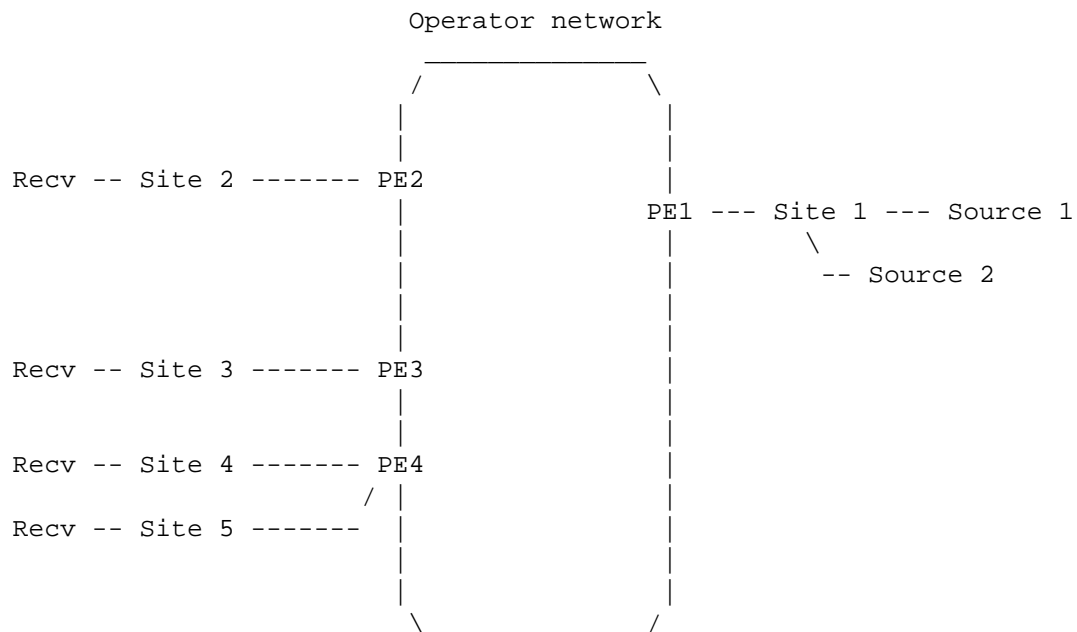 Operator network
Recv -- Site 2 ------- PE2
PE1 --- Site 1 --- Source 1
-- Source 2
Recv -- Site 3 ------- PE3
Recv -- Site 4 ------- PE4
Recv -- Site 5 -------